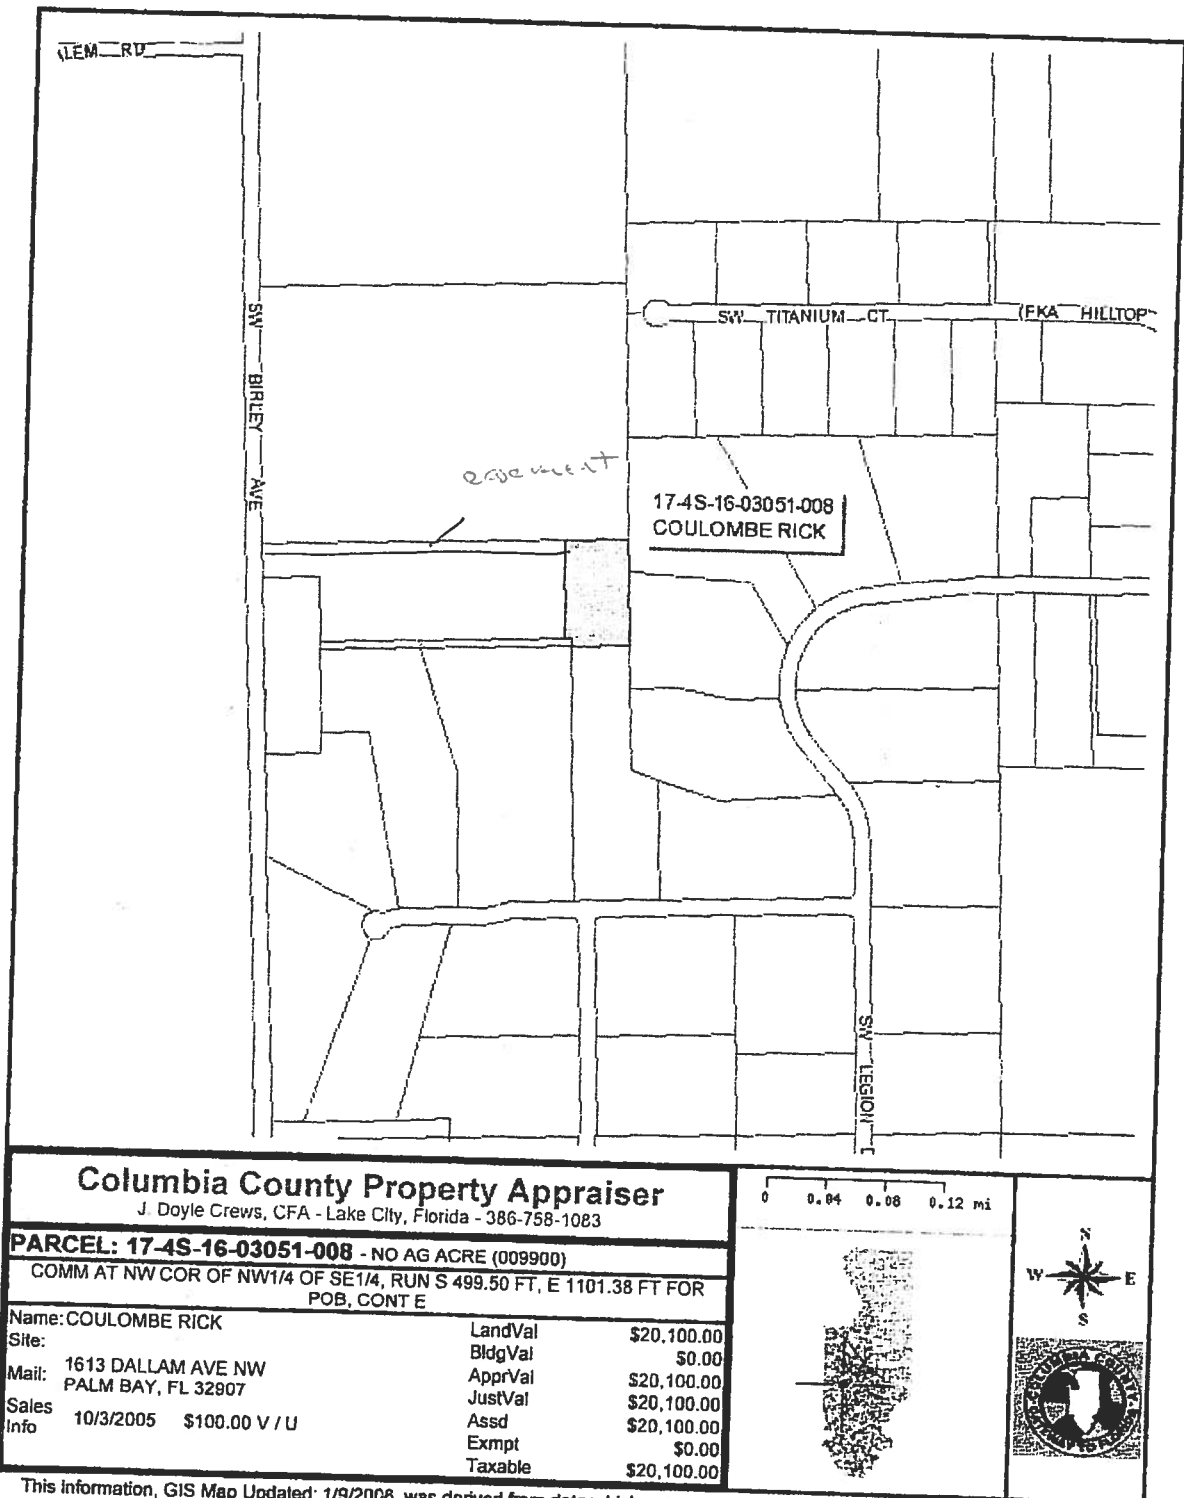 LEM RD
SW BIRLEY AVE
SW TITANIUM CT
(FKA HILLTOP
easement
17-4S-16-03051-008
COULOMBE RICK
SW LEGION
Columbia County Property Appraiser
J. Doyle Crews, CFA - Lake City, Florida - 386-758-1083
PARCEL: 17-4S-16-03051-008 - NO AG ACRE (009900)
COMM AT NW COR OF NW1/4 OF SE1/4, RUN S 499.50 FT, E 1101.38 FT FOR
POB, CONT E
Name: COULOMBE RICK
Site:
Mail: 1613 DALLAM AVE NW
PALM BAY, FL 32907
Sales Info 10/3/2005 $100.00 V / U
LandVal $20,100.00
BldgVal $0.00
ApprVal $20,100.00
JustVal $20,100.00
Assd $20,100.00
Exmpt $0.00
Taxable $20,100.00
0 0.04 0.08 0.12 mi
N
W E
S
COLUMBIA COUNTY
This information, GIS Map Updated: 1/9/2006, was derived from data